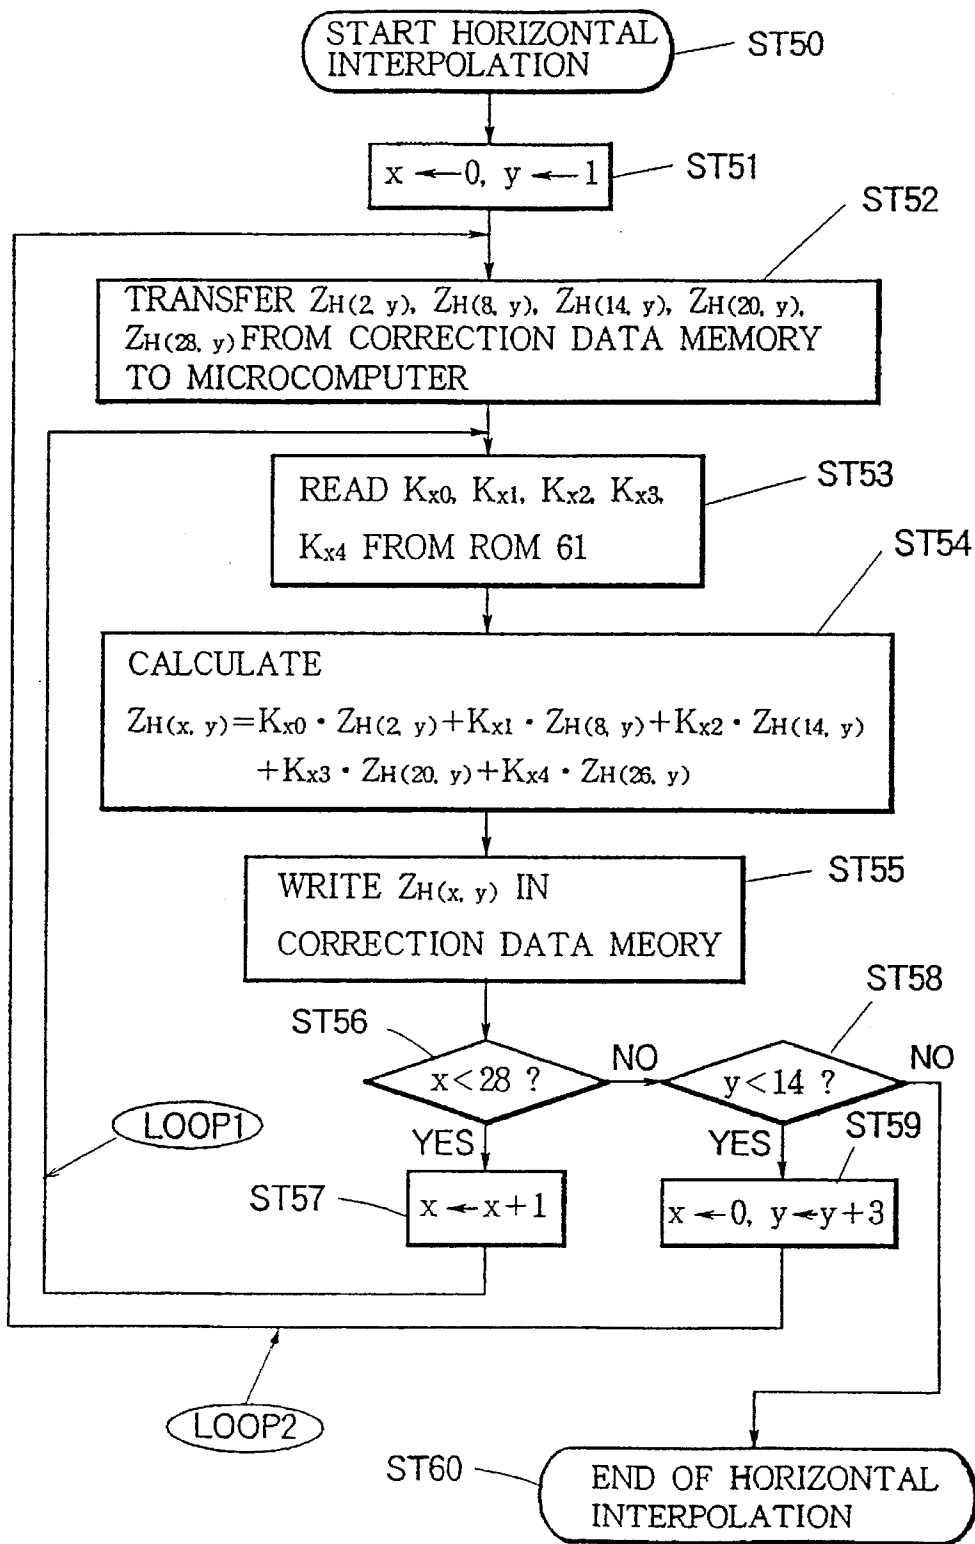 START HORIZONTAL
INTERPOLATION
ST50
x ← 0, y ← 1
ST51
ST52
TRANSFER ZH(2, y), ZH(8, y), ZH(14, y), ZH(20, y),
ZH(28, y) FROM CORRECTION DATA MEMORY
TO MICROCOMPUTER
ST53
READ Kx0, Kx1, Kx2, Kx3,
Kx4 FROM ROM 61
ST54
CALCULATE
ZH(x, y)=Kx0 · ZH(2, y)+Kx1 · ZH(8, y)+Kx2 · ZH(14, y)
+Kx3 · ZH(20, y)+Kx4 · ZH(26, y)
ST55
WRITE ZH(x, y) IN
CORRECTION DATA MEORY
ST56
x<28 ?
NO
ST58
y<14 ?
NO
LOOP1
YES
ST57
x ← x+1
YES
ST59
x ← 0, y ← y+3
LOOP2
ST60
END OF HORIZONTAL
INTERPOLATION